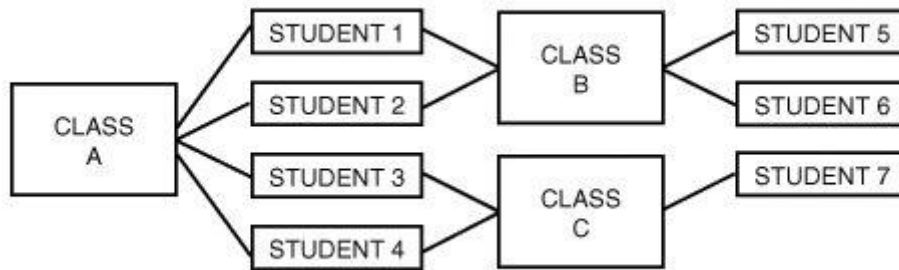 CLASS
A
STUDENT 1
STUDENT 2
STUDENT 3
STUDENT 4
CLASS
B
CLASS
C
STUDENT 5
STUDENT 6
STUDENT 7